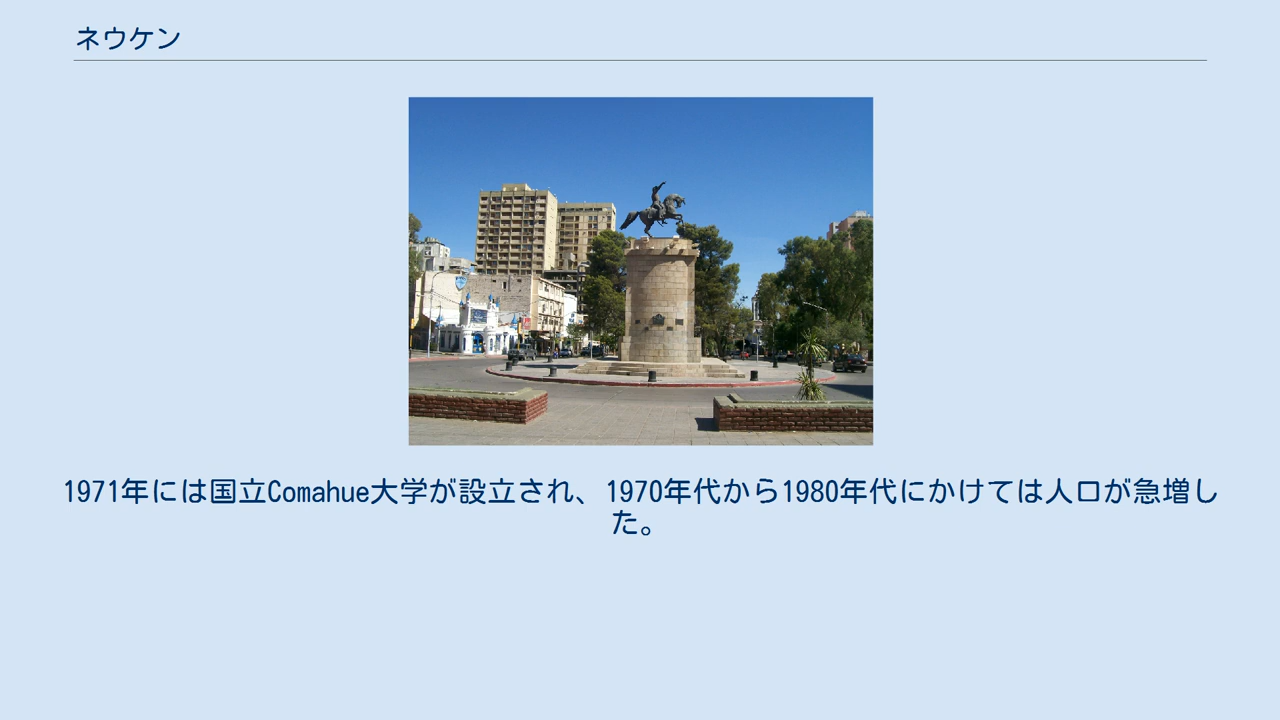 ネウケン
1971年には国立Comahue大学が設立され、1970年代から1980年代にかけては人口が急増し
た。